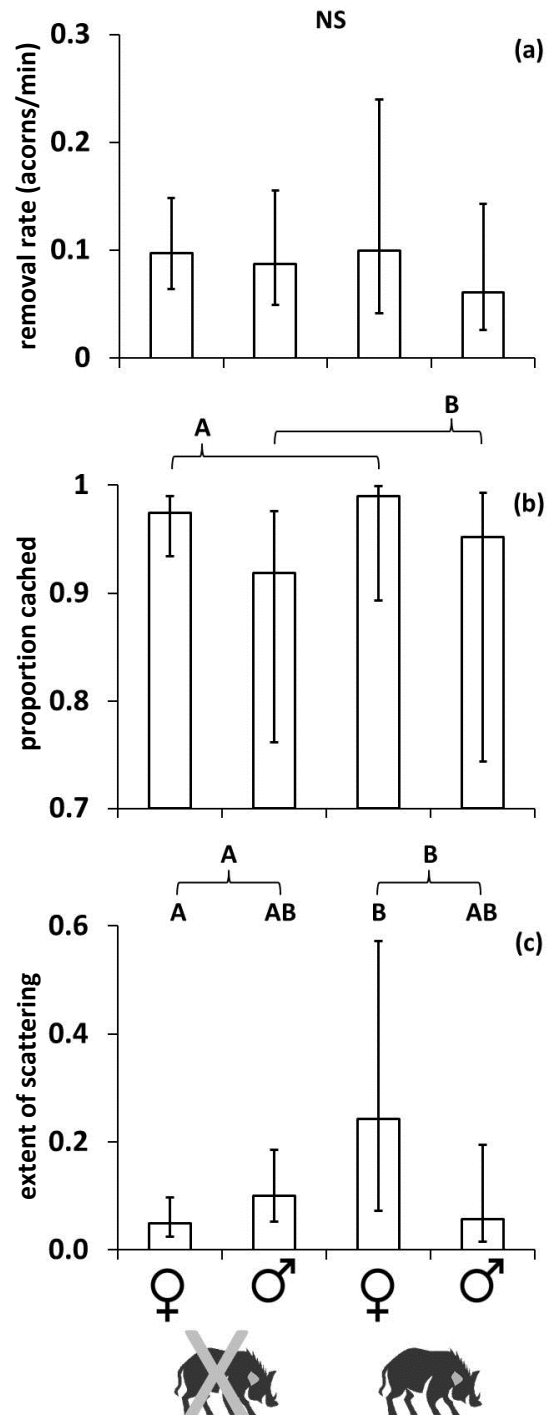 NS
(a)
removal rate (acorns/min)
0.3
0.2
0.1
0
A
B
(b)
proportion cached
1
0.9
0.8
0.7
A
B
A
AB
B
AB
(c)
extent of scattering
0.6
0.4
0.2
0.0
♀ ♂ ♀ ♂